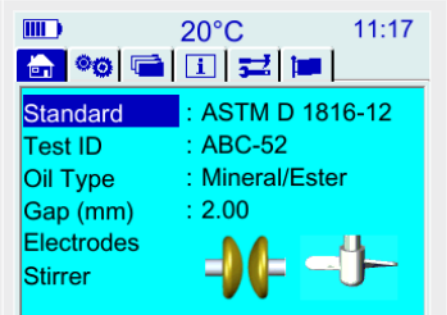 20°C 11:17
Standard : ASTM D 1816-12
Test ID : ABC-52
Oil Type : Mineral/Ester
Gap (mm) : 2.00
Electrodes
Stirrer